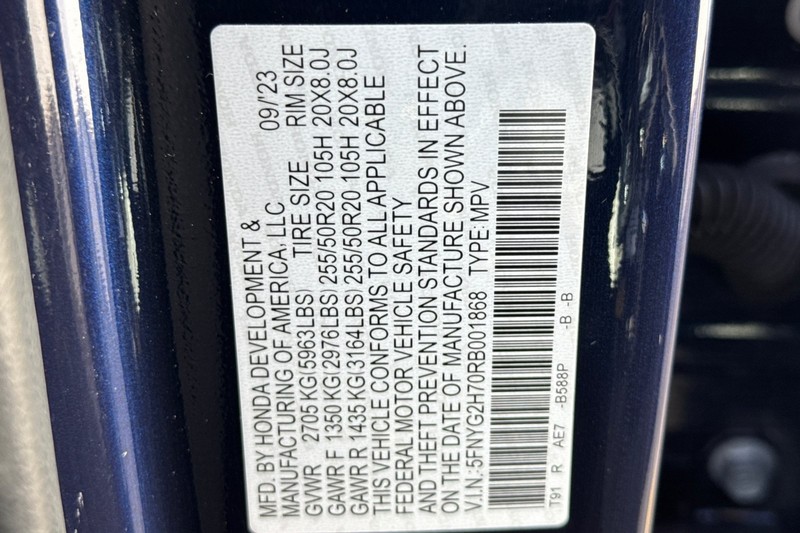 MFD. BY HONDA DEVELOPMENT &
MANUFACTURING OF AMERICA, LLC 09/'23
GVWR 2705 KG(5963LBS) TIRE SIZE RIM SIZE
GAWR F 1350 KG(2976LBS) 255/50R20 105H 20X8.0J
GAWR R 1435 KG(3164LBS) 255/50R20 105H 20X8.0J
THIS VEHICLE CONFORMS TO ALL APPLICABLE
FEDERAL MOTOR VEHICLE SAFETY
AND THEFT PREVENTION STANDARDS IN EFFECT
ON THE DATE OF MANUFACTURE SHOWN ABOVE.
V.I.N.:5FNYG2H70RB001868 TYPE:MPV
T91 R AE7 -B588P -B -B